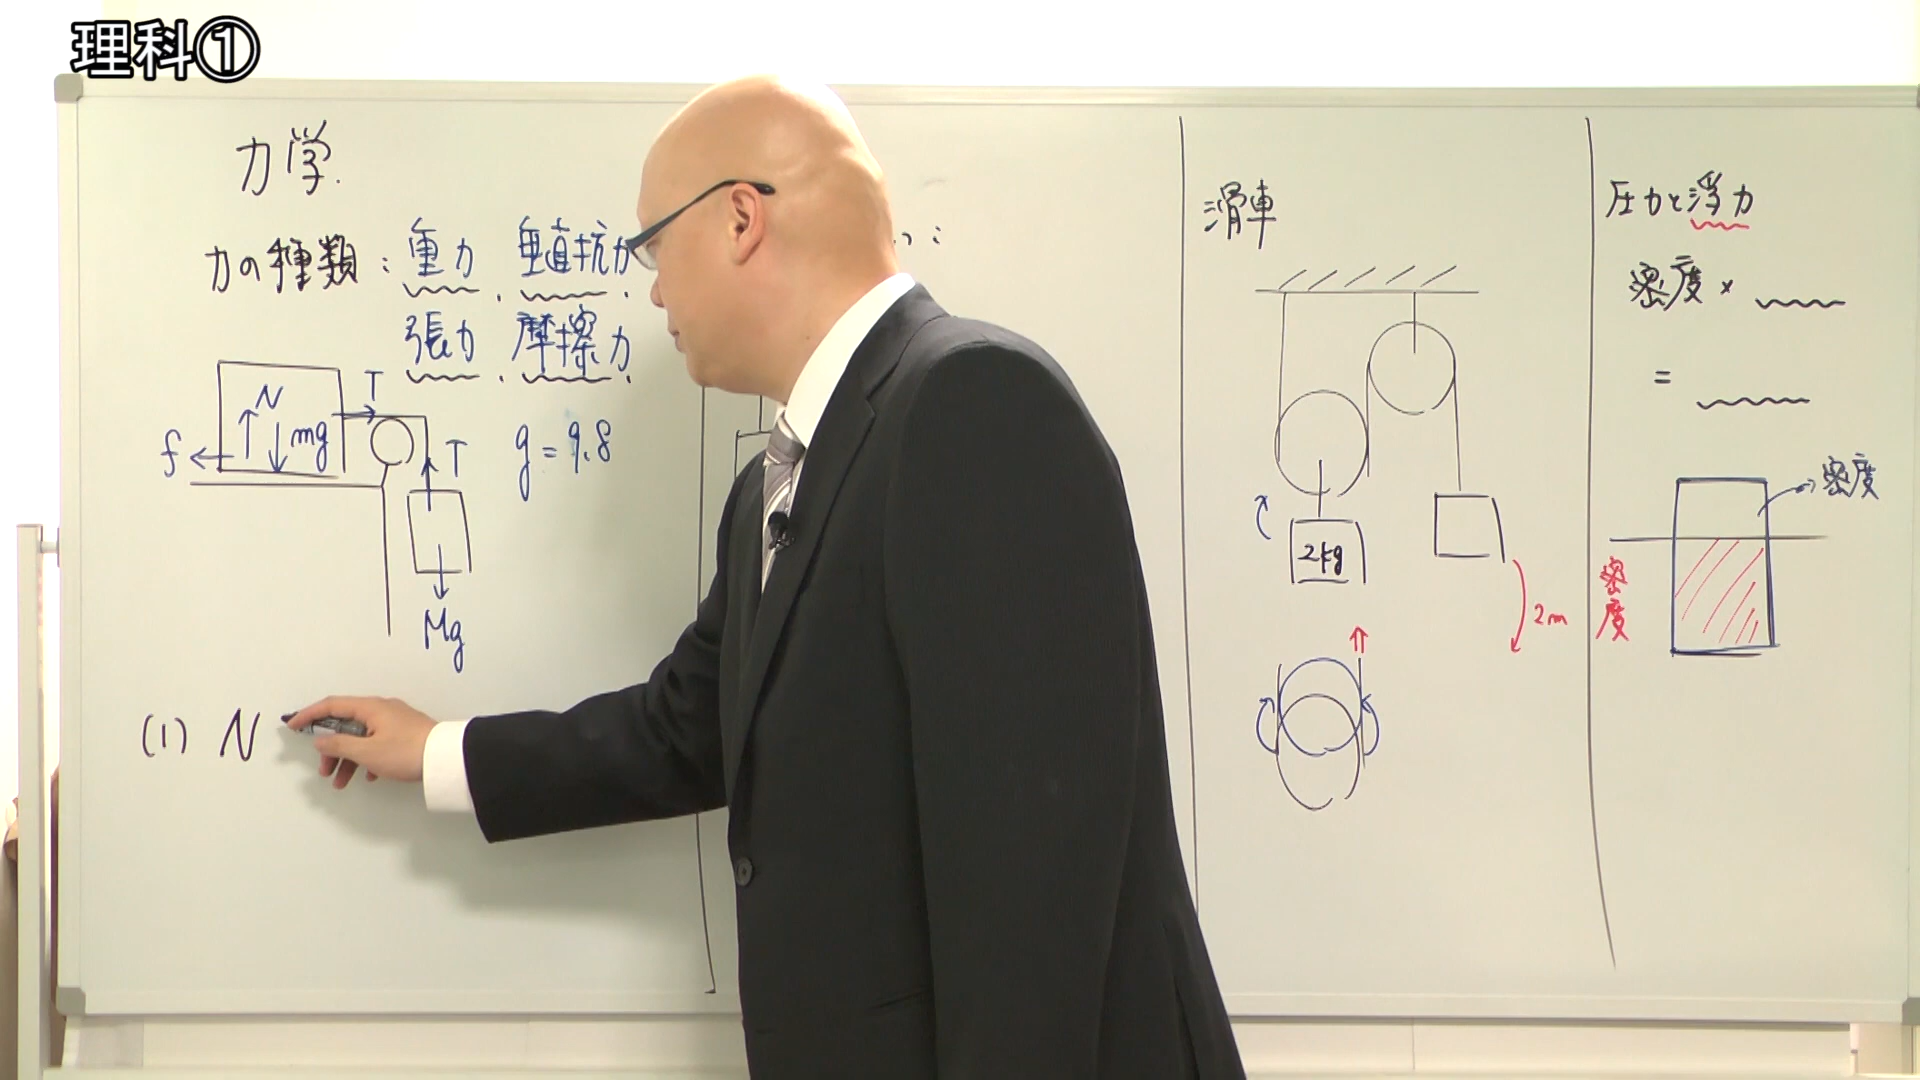 理科①
力学.
力の種類：重力、垂直抗力、
張力、摩擦力、
N
mg
T
f
T
g = 9.8
Mg
(1) N
滑車
2kg
2m
圧力と浮力
密度×
=
密度
密度